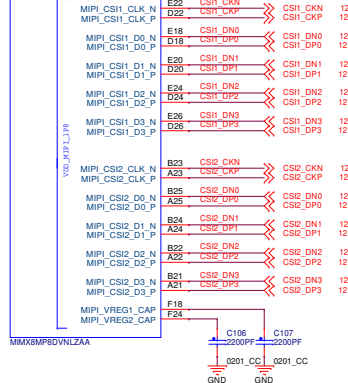 MIPI_CSI1_CLK_N E22 CSI1_CKN CSI1_CKN 12
MIPI_CSI1_CLK_P D22 CSI1_CKP CSI1_CKP 12
MIPI_CSI1_D0_N E18 CSI1_DN0 CSI1_DN0 12
MIPI_CSI1_D0_P D18 CSI1_DP0 CSI1_DP0 12
MIPI_CSI1_D1_N E20 CSI1_DN1 CSI1_DN1 12
MIPI_CSI1_D1_P D20 CSI1_DP1 CSI1_DP1 12
MIPI_CSI1_D2_N E24 CSI1_DN2 CSI1_DN2 12
MIPI_CSI1_D2_P D24 CSI1_DP2 CSI1_DP2 12
MIPI_CSI1_D3_N E26 CSI1_DN3 CSI1_DN3 12
MIPI_CSI1_D3_P D26 CSI1_DP3 CSI1_DP3 12
VDD_MIPI_1P8
MIPI_CSI2_CLK_N B23 CSI2_CKN CSI2_CKN 12
MIPI_CSI2_CLK_P A23 CSI2_CKP CSI2_CKP 12
MIPI_CSI2_D0_N B25 CSI2_DN0 CSI2_DN0 12
MIPI_CSI2_D0_P A25 CSI2_DP0 CSI2_DP0 12
MIPI_CSI2_D1_N B24 CSI2_DN1 CSI2_DN1 12
MIPI_CSI2_D1_P A24 CSI2_DP1 CSI2_DP1 12
MIPI_CSI2_D2_N B22 CSI2_DN2 CSI2_DN2 12
MIPI_CSI2_D2_P A22 CSI2_DP2 CSI2_DP2 12
MIPI_CSI2_D3_N B21 CSI2_DN3 CSI2_DN3 12
MIPI_CSI2_D3_P A21 CSI2_DP3 CSI2_DP3 12
MIPI_VREG1_CAP F18
MIPI_VREG2_CAP F24
MIMX8MP8DVNLZAA
C106 C107
2200PF 2200PF
0201_CC 0201_CC
GND GND